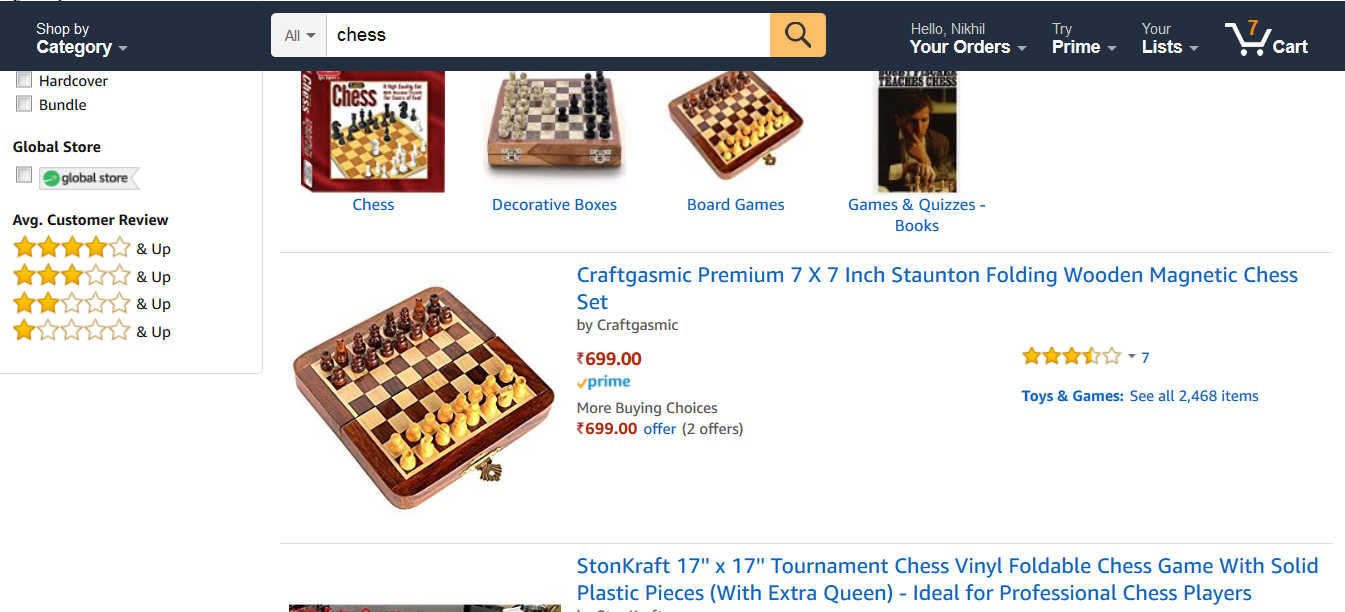 Shop by
Category
All
chess
Hello, Nikhil
Your Orders
Try
Prime
Your
Lists
7
Cart
Hardcover
Bundle
Global Store
global store
Avg. Customer Review
& Up
& Up
& Up
& Up
CHESS
Chess
TEACHES CHESS
Chess
Decorative Boxes
Board Games
Games & Quizzes -
Books
Craftgasmic Premium 7 X 7 Inch Staunton Folding Wooden Magnetic Chess
Set
by Craftgasmic
₹699.00
prime
More Buying Choices
₹699.00 offer (2 offers)
7
Toys & Games: See all 2,468 items
StonKraft 17" x 17" Tournament Chess Vinyl Foldable Chess Game With Solid
Plastic Pieces (With Extra Queen) - Ideal for Professional Chess Players